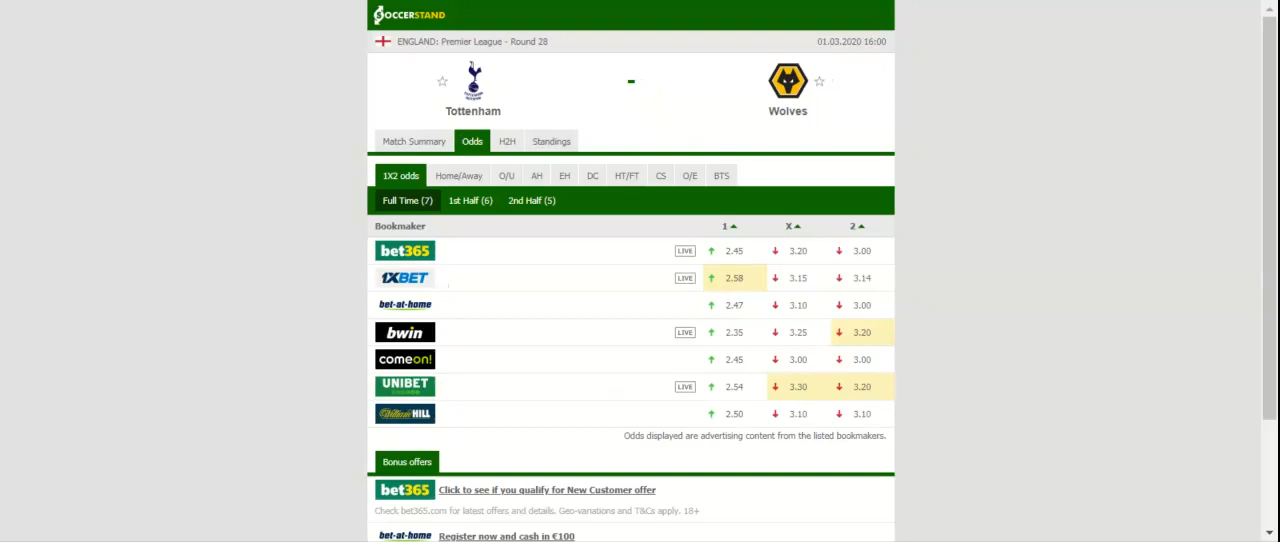 SOCCERSTAND
ENGLAND: Premier League - Round 28 01.03.2020 16:00
Tottenham Wolves
Match Summary Odds H2H Standings
1X2 odds Home/Away O/U AH EH DC HT/FT CS O/E BTS
Full Time (7) 1st Half (6) 2nd Half (5)
Bookmaker 1 X 2
bet365 LIVE 2.45 3.20 3.00
1XBET LIVE 2.58 3.15 3.14
bet-at-home 2.47 3.10 3.00
bwin LIVE 2.35 3.25 3.20
comeon! 2.45 3.00 3.00
UNIBET LIVE 2.54 3.30 3.20
William HILL 2.50 3.10 3.10
Odds displayed are advertising content from the listed bookmakers.
Bonus offers
bet365 Click to see if you qualify for New Customer offer
Check bet365.com for latest offers and details. Geo-variations and T&Cs apply. 18+
bet-at-home Register now and cash in €100